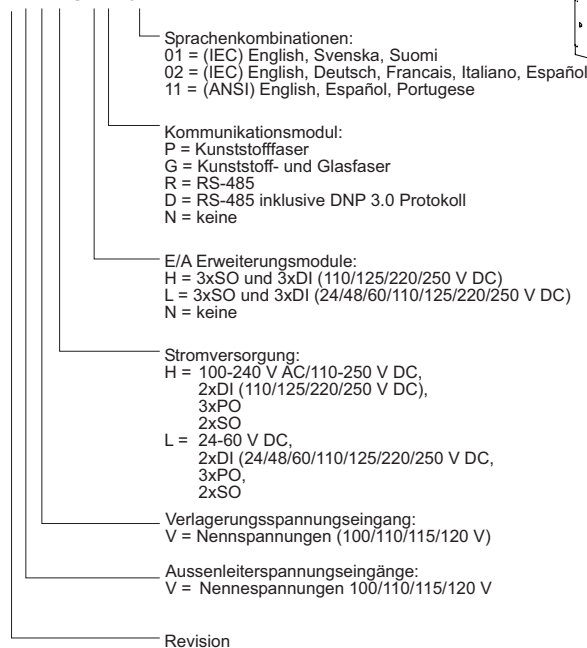 Sprachenkombinationen:
01 = (IEC) English, Svenska, Suomi
02 = (IEC) English, Deutsch, Francais, Italiano, Español
11 = (ANSI) English, Español, Portugese
Kommunikationsmodul:
P = Kunststofffaser
G = Kunststoff- und Glasfaser
R = RS-485
D = RS-485 inklusive DNP 3.0 Protokoll
N = keine
E/A Erweiterungsmodule:
H = 3xSO und 3xDI (110/125/220/250 V DC)
L = 3xSO und 3xDI (24/48/60/110/125/220/250 V DC)
N = keine
Stromversorgung:
H = 100-240 V AC/110-250 V DC,
2xDI (110/125/220/250 V DC),
3xPO
2xSO
L = 24-60 V DC,
2xDI (24/48/60/110/125/220/250 V DC,
3xPO,
2xSO
Verlagerungsspannungseingang:
V = Nennspannungen (100/110/115/120 V)
Aussenleiterspannungseingänge:
V = Nennespannungen 100/110/115/120 V
Revision